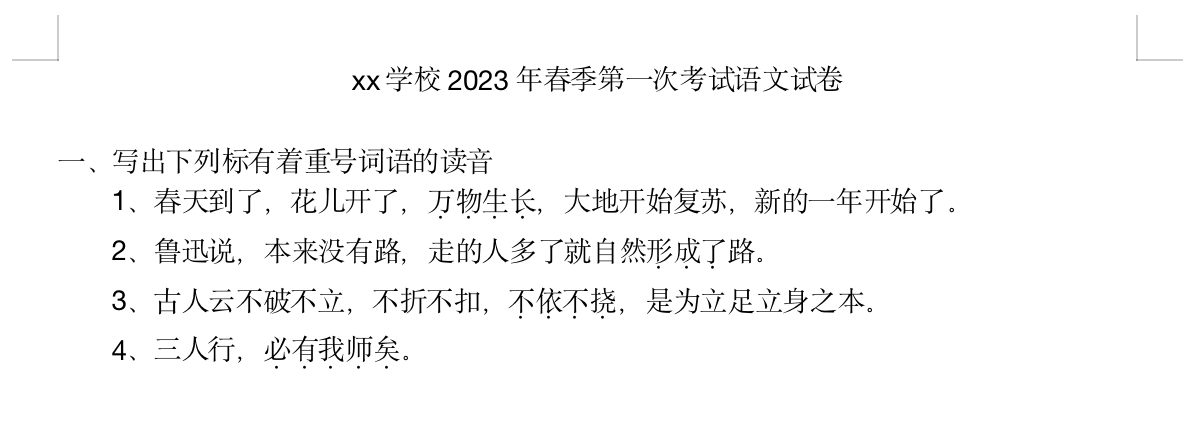 xx学校2023年春季第一次考试语文试卷
一、写出下列标有着重号词语的读音
1、春天到了，花儿开了，万物生长，大地开始复苏，新的一年开始了。
2、鲁迅说，本来没有路，走的人多了就自然形成了路。
3、古人云不破不立，不折不扣，不依不挠，是为立足立身之本。
4、三人行，必有我师矣。